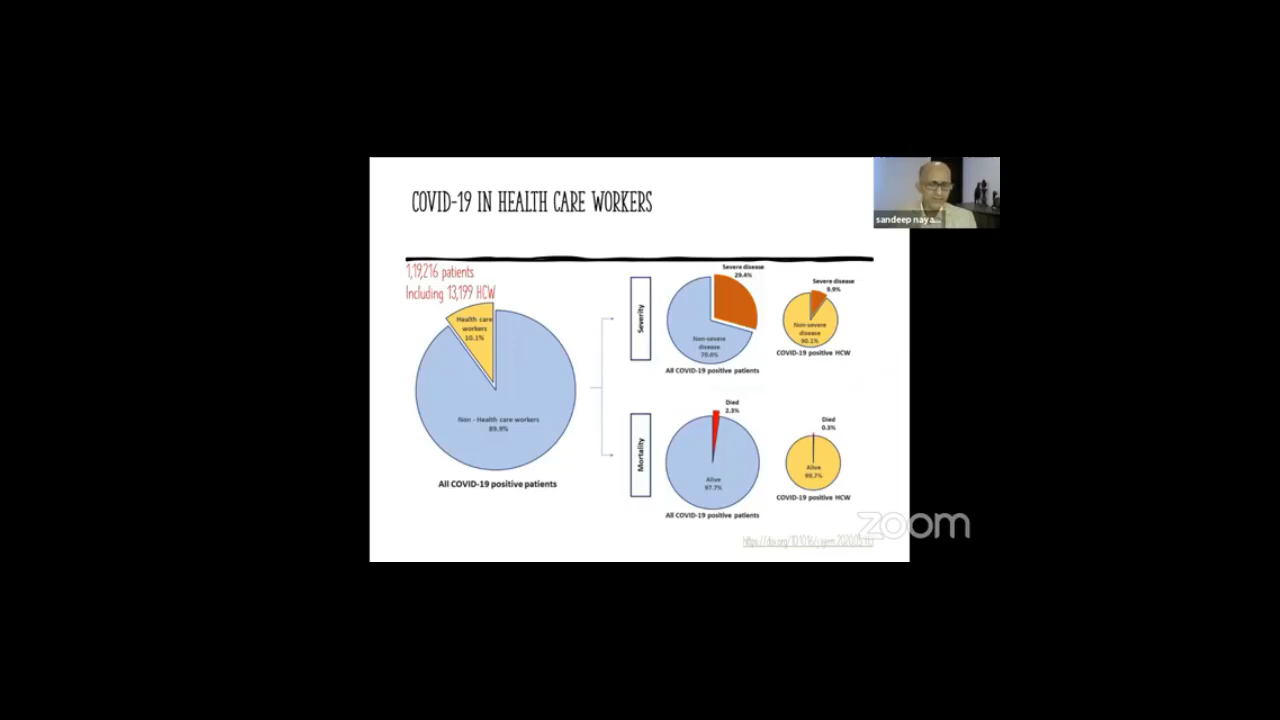 COVID-19 IN HEALTH CARE WORKERS
sandeep naya...
1,19,216 patients
Including 13,199 HCW
Health care
workers
10.1%
Non - Health care workers
89.9%
All COVID-19 positive patients
Severity
Severe disease
29.4%
Non-severe
disease
70.6%
All COVID-19 positive patients
Severe disease
9.9%
Non-severe
disease
90.1%
COVID-19 positive HCW
Mortality
Died
2.3%
Alive
97.7%
All COVID-19 positive patients
Died
0.3%
Alive
COVID-19 positive HCW
zoom